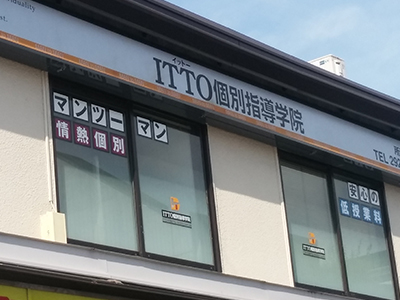 イットー
ITTO個別指導学院
TEL 292
マンツーマン
情熱個別
安心の
低授業料
ITTO個別指導学院
ITTO個別指導学院